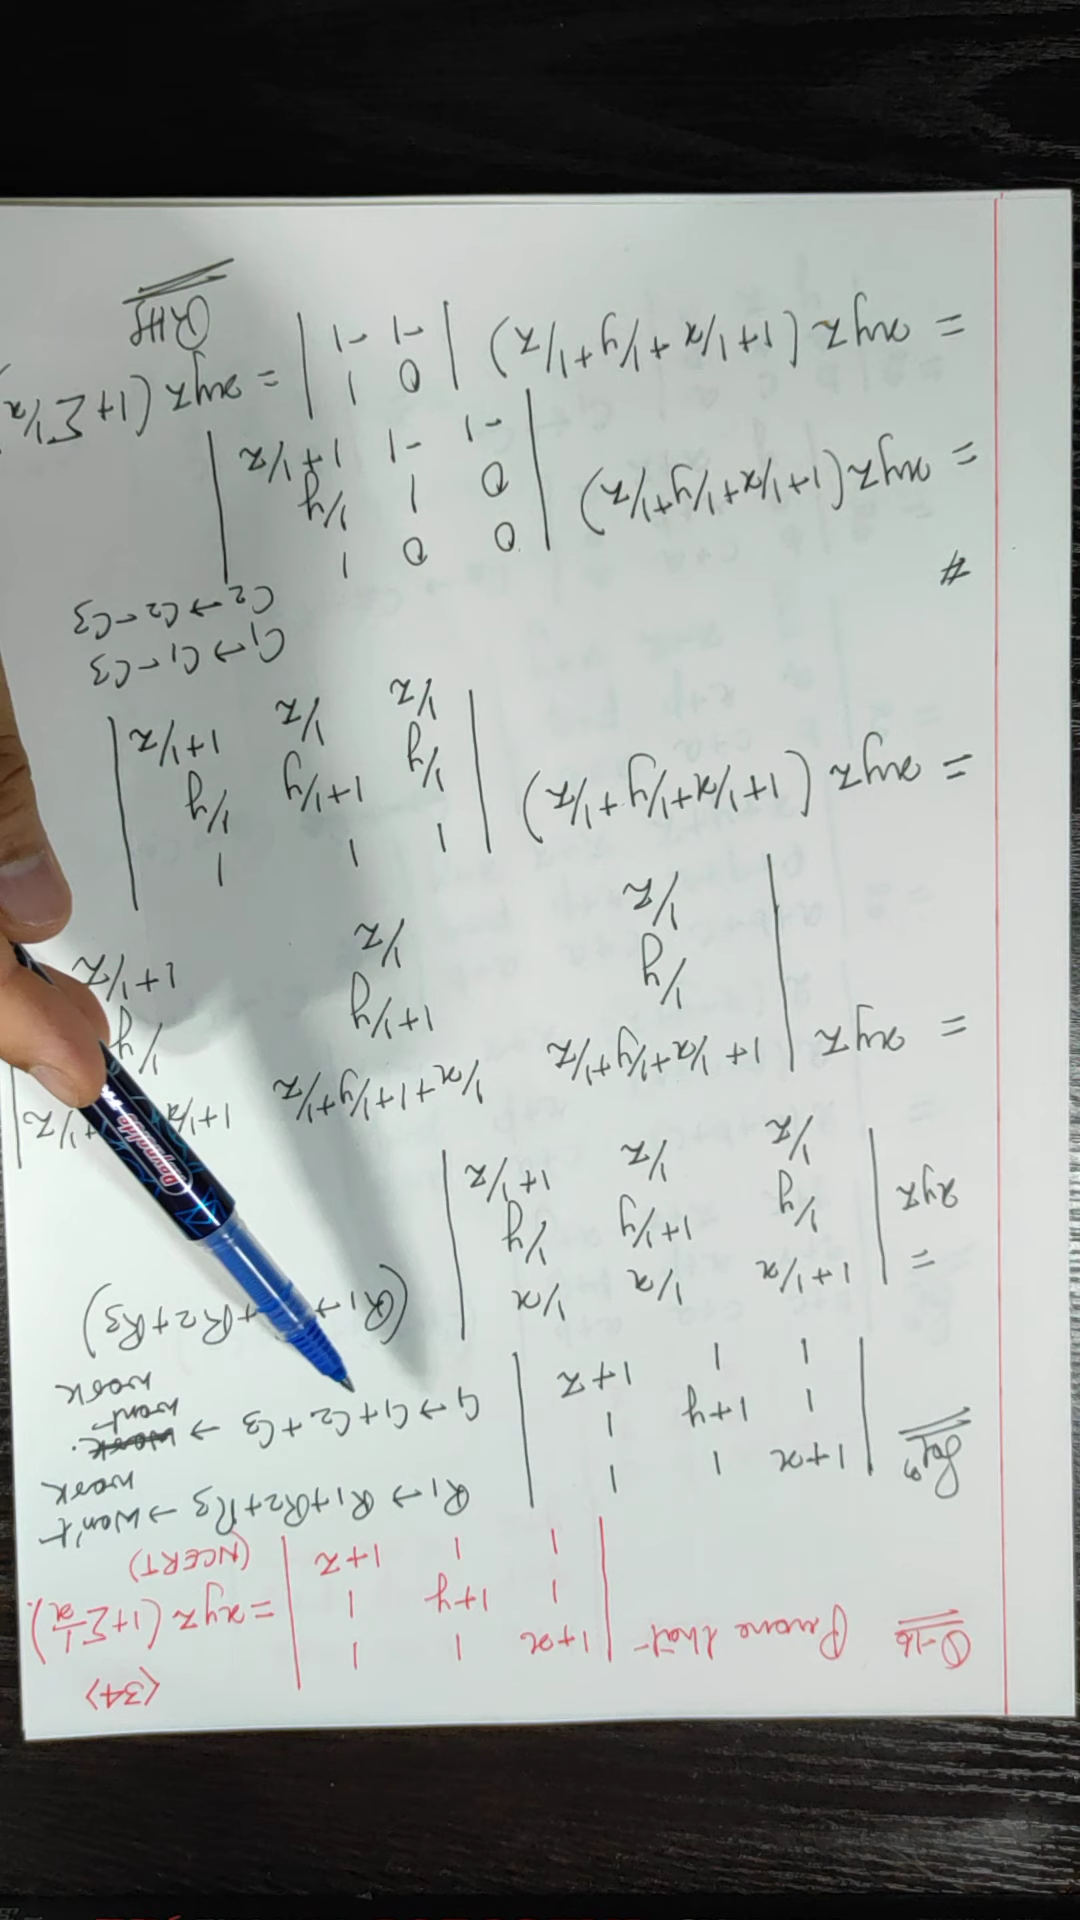 (34)
Q-16 Prove that | 1+x 1 1 |
| 1 1+y 1 | = xyz (1+Σ 1/x).
| 1 1 1+z | (NCERT)
Solⁿ | 1+x 1 1 | R1 → R1+R2+R3 → Won't work
| 1 1+y 1 |
| 1 1 1+z | C1 → C1+C2+C3 → wont work
= xyz | 1+1/x 1/x 1/x | (R1 → + R2+R3)
| 1/y 1+1/y 1/y |
| 1/z 1/z 1+1/z |
= xyz | 1+1/x+1/y+1/z 1/x+1+1/y+1/z 1+1/x +1/z |
| 1/y 1+1/y 1/y |
| 1/z 1/z 1+1/z |
= xyz (1+1/x+1/y+1/z) | 1 1 1 |
| 1/y 1+1/y 1/y |
| 1/z 1/z 1+1/z |
C1 → C1-C3
C2 → C2-C3
#
= xyz (1+1/x+1/y+1/z) | 0 0 1 |
| 0 1 1/y |
| -1 -1 1+1/z |
= xyz (1+1/x+1/y+1/z) | 0 1 | = xyz (1+Σ1/x)
| -1 -1 |
RHS
Reynolds